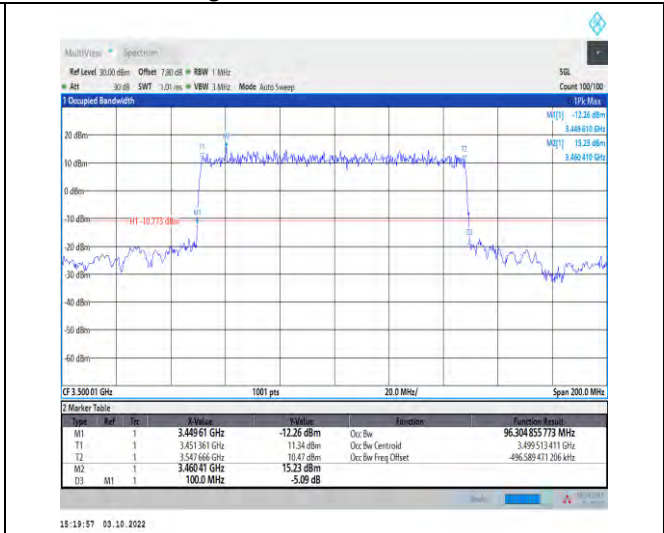 MultiView Spectrum
Ref Level 30.00 dBm Offset 7.80 dB RBW 1 MHz SGL
Att 30 dB SWT 1.01 ms VBW 3 MHz Mode Auto Sweep Count 100/100
1 Occupied Bandwidth 1Pk Max
M1[1] -12.26 dBm
3.449 610 GHz
M2[1] 15.23 dBm
3.460 410 GHz
20 dBm
T1
T2
10 dBm
0 dBm
-10 dBm
M1
H1 -10.773 dBm
D3
-20 dBm
-30 dBm
-40 dBm
-50 dBm
-60 dBm
CF 3.500 01 GHz 1001 pts 20.0 MHz/ Span 200.0 MHz
2 Marker Table
Type Ref Trc X-Value Y-Value Function Function Result
M1 1 3.449 61 GHz -12.26 dBm Occ Bw 96.304 855 773 MHz
T1 1 3.451 361 GHz 11.34 dBm Occ Bw Centroid 3.499 513 411 GHz
T2 1 3.547 666 GHz 10.47 dBm Occ Bw Freq Offset -496.589 471 206 kHz
M2 1 3.460 41 GHz 15.23 dBm
D3 M1 1 100.0 MHz -5.09 dB
15:19:57 03.10.2022